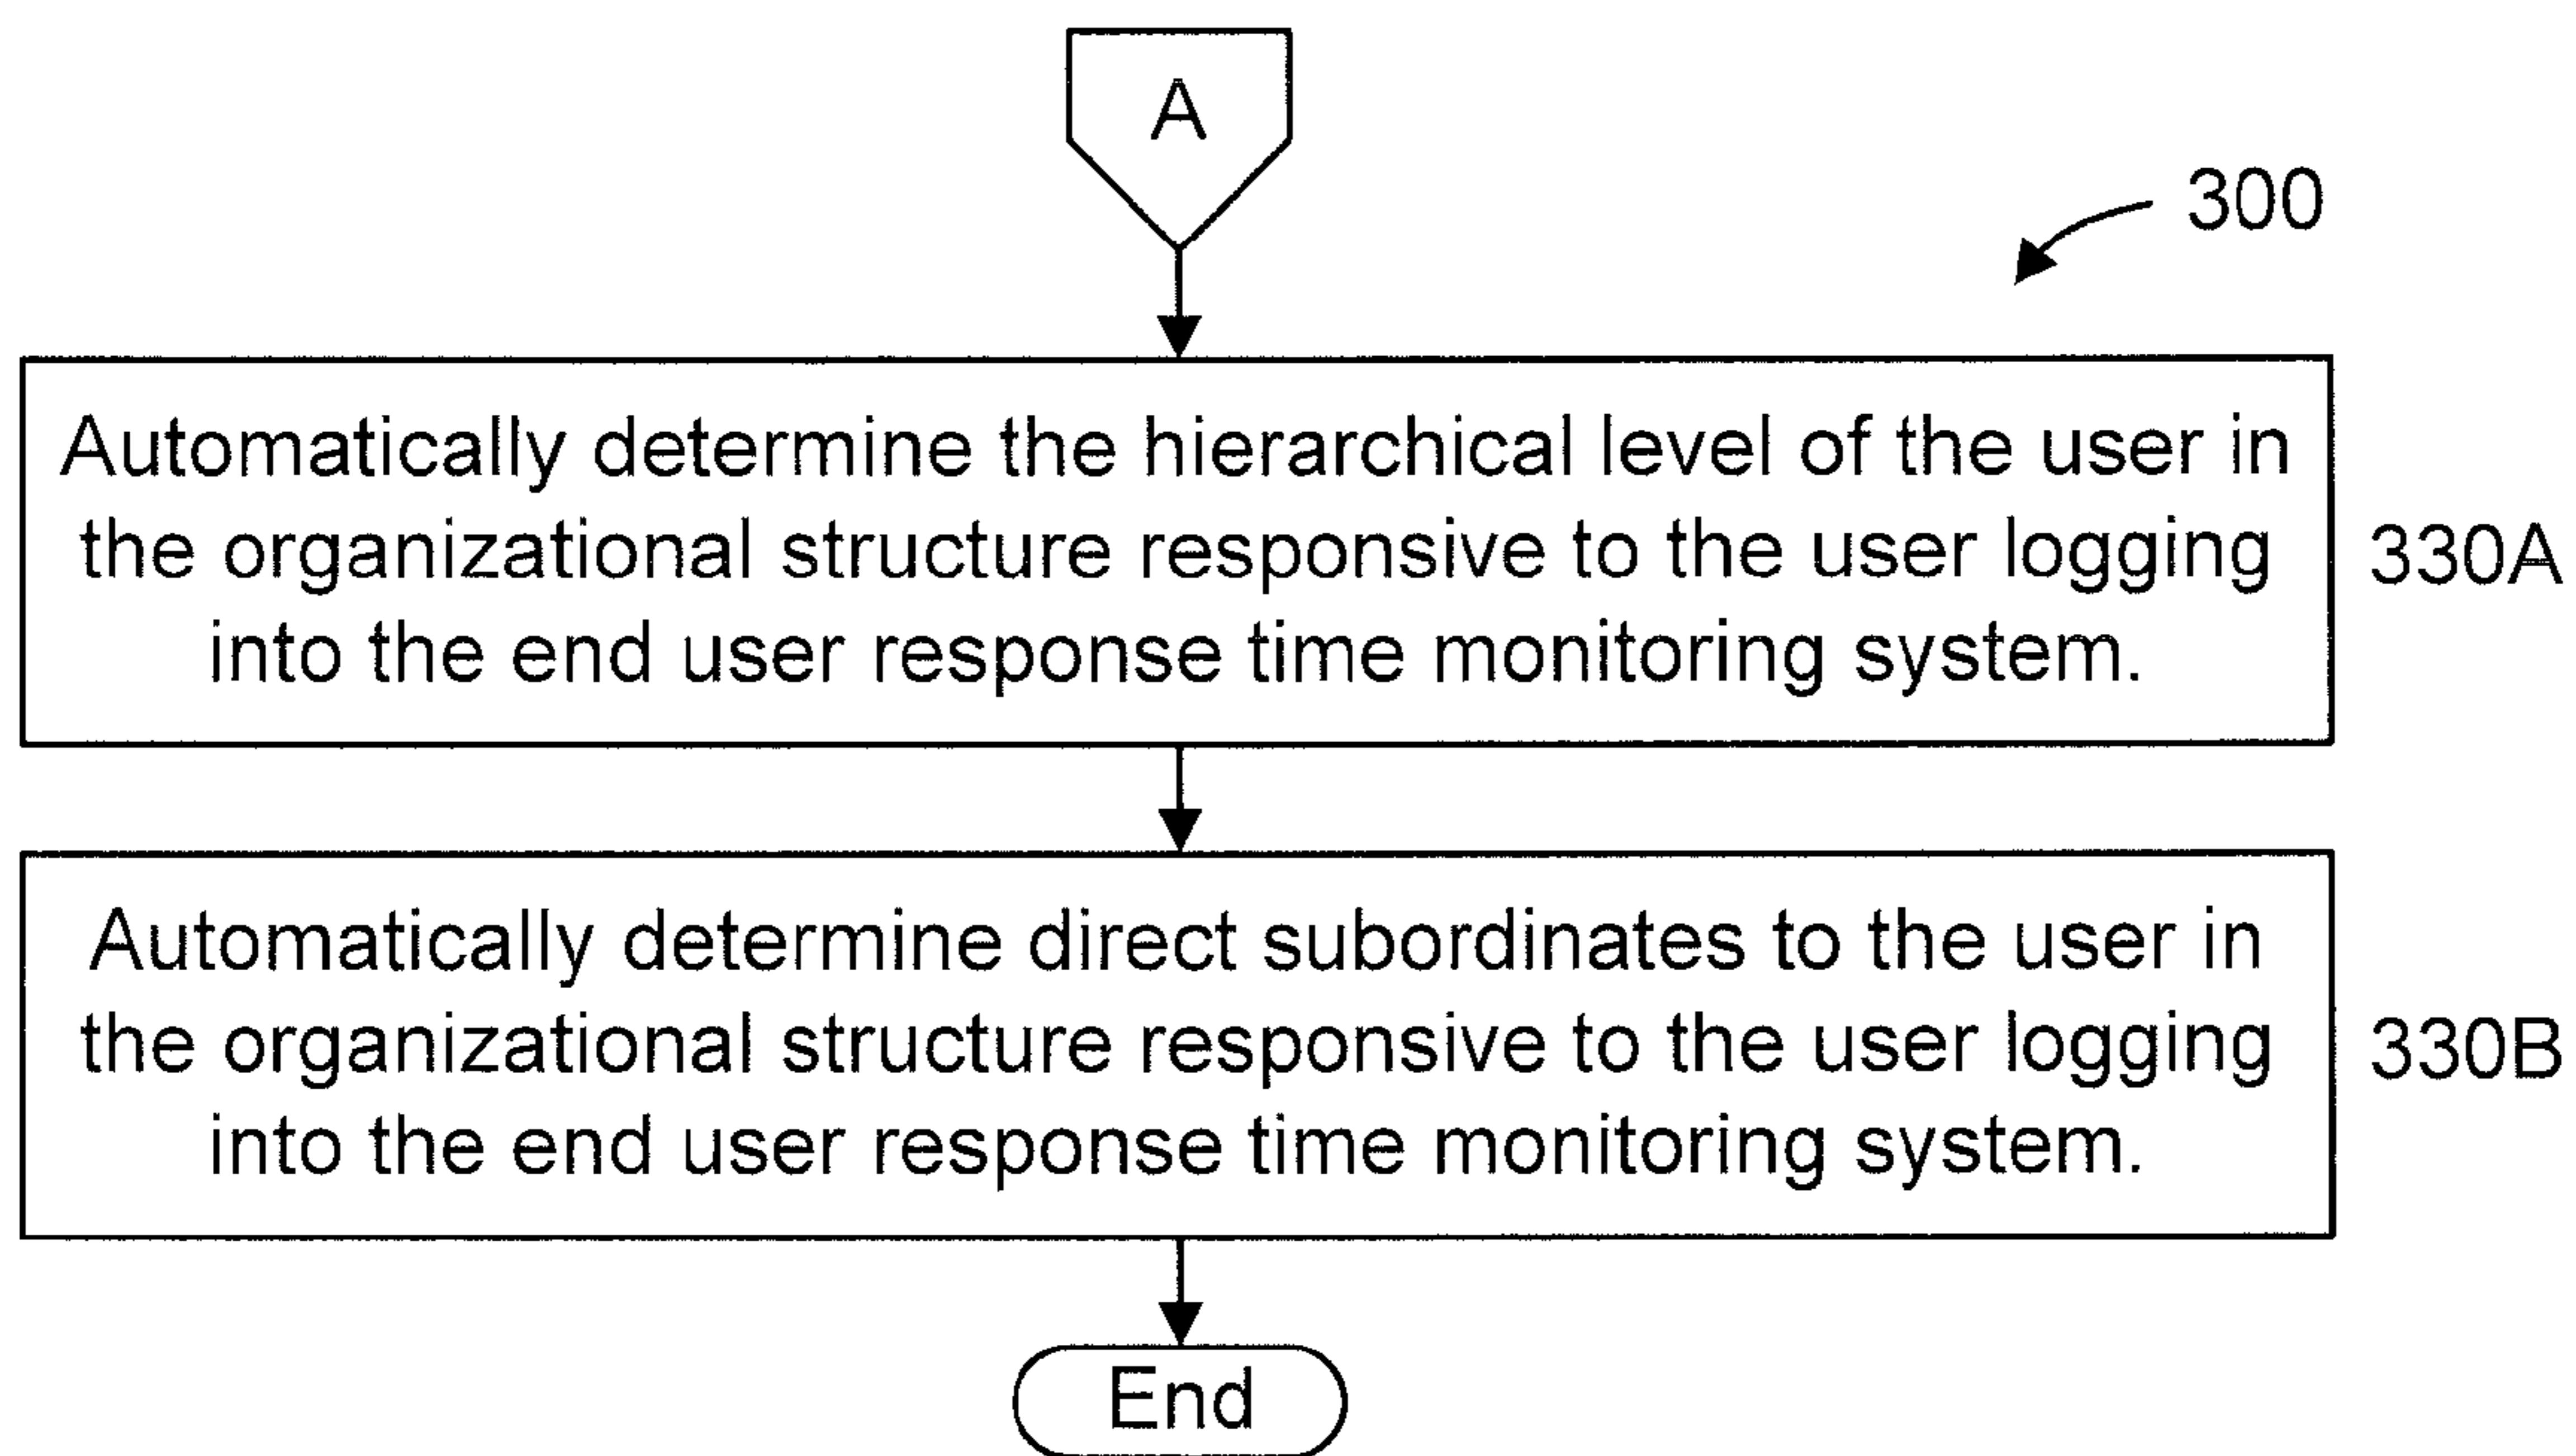 A
300
Automatically determine the hierarchical level of the user in
the organizational structure responsive to the user logging
into the end user response time monitoring system.
330A
Automatically determine direct subordinates to the user in
the organizational structure responsive to the user logging
into the end user response time monitoring system.
330B
End